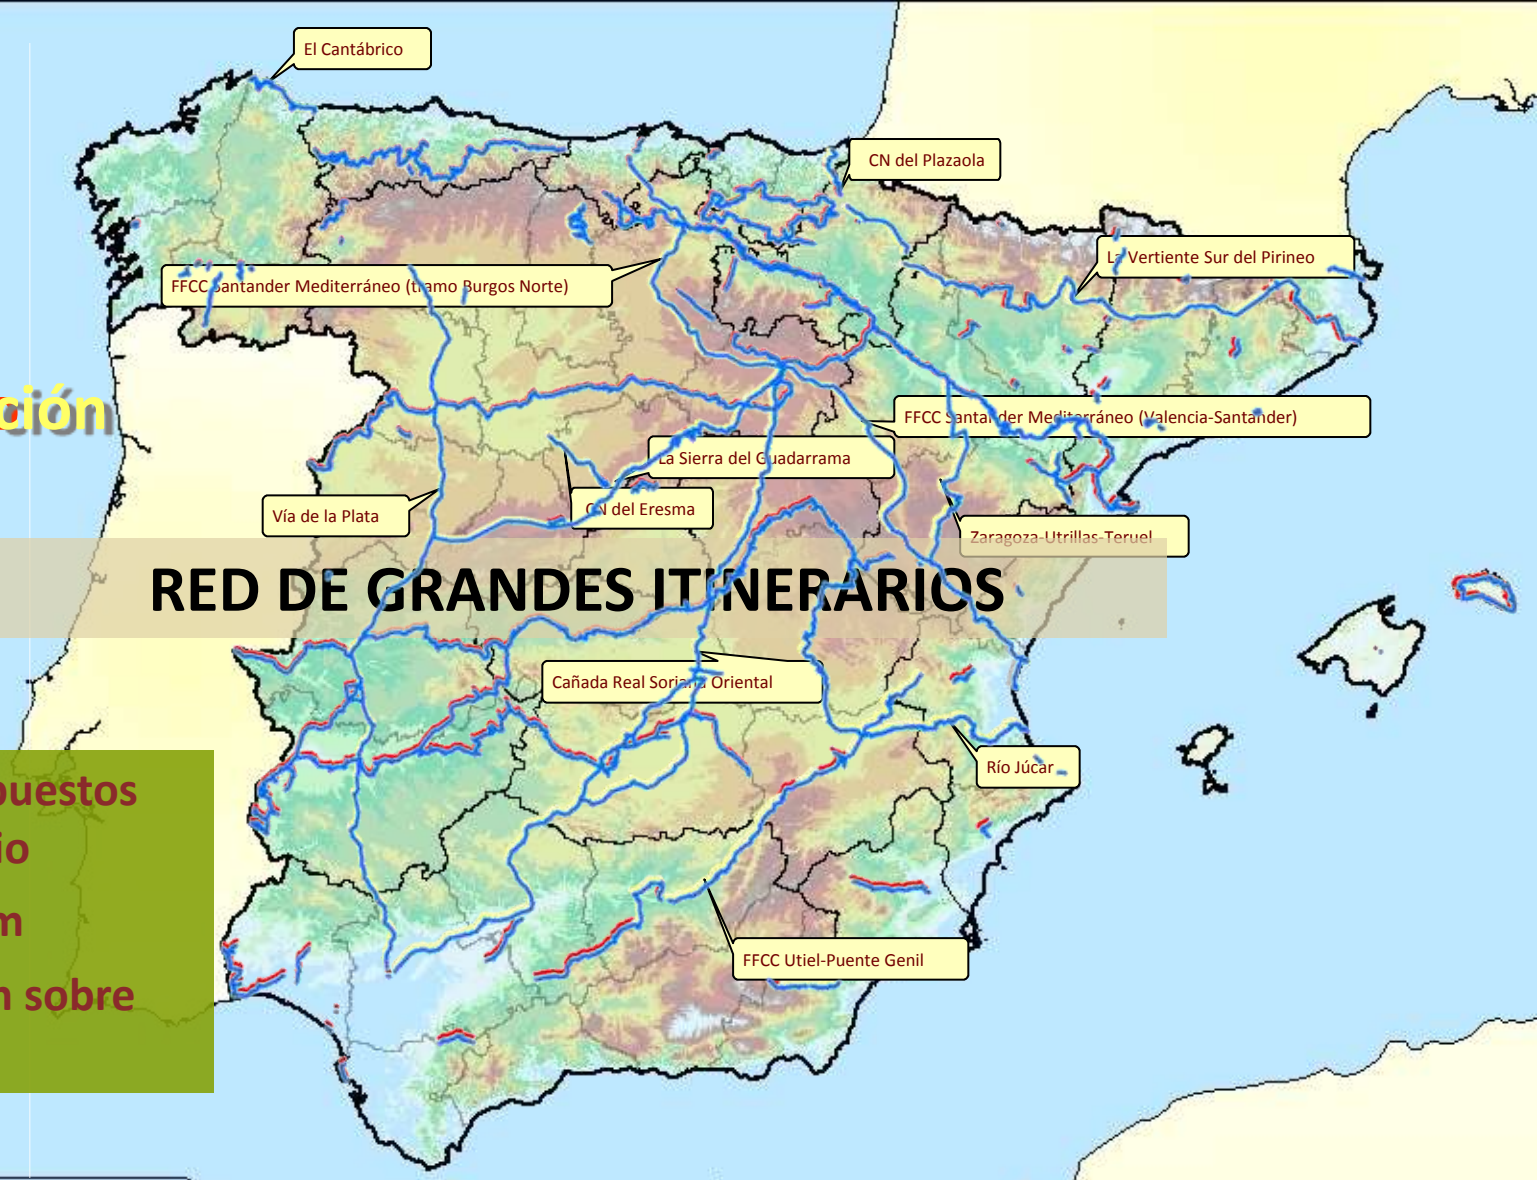 El Cantábrico
CN del Plazaola
La Vertiente Sur del Pirineo
FFCC Santander Mediterráneo (tramo Burgos Norte)
ción
FFCC Santander Mediterráneo (Valencia-Santander)
La Sierra del Guadarrama
CN del Eresma
Vía de la Plata
Zaragoza-Utrillas-Teruel
RED DE GRANDES ITINERARIOS
Cañada Real Soriana Oriental
Río Júcar
puestos
io
m
n sobre
FFCC Utiel-Puente Genil